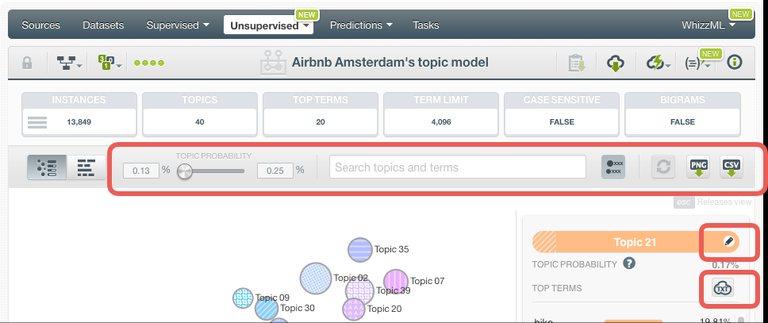 NEW
NEW
Sources Datasets Supervised Unsupervised Predictions Tasks WhizzML
NEW
Airbnb Amsterdam's topic model
INSTANCES TOPICS TOP TERMS TERM LIMIT CASE SENSITIVE BIGRAMS
13,849 40 20 4,096 FALSE FALSE
TOPIC PROBABILITY
0.13 % 0.25 % Search topics and terms xxx xxx PNG CSV
esc Releases view
Topic 21
Topic 35
TOPIC PROBABILITY ? 0.17%
Topic 02 Topic 07
TOP TERMS TXT
Topic 39
Topic 09
Topic 30 Topic 20
bike 19.81%